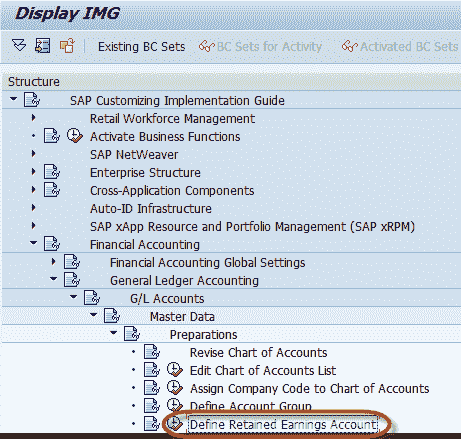 Display IMG
Existing BC Sets BC Sets for Activity Activated BC Sets
Structure
SAP Customizing Implementation Guide
Retail Workforce Management
Activate Business Functions
SAP NetWeaver
Enterprise Structure
Cross-Application Components
Auto-ID Infrastructure
SAP xApp Resource and Portfolio Management (SAP xRPM)
Financial Accounting
Financial Accounting Global Settings
General Ledger Accounting
G/L Accounts
Master Data
Preparations
Revise Chart of Accounts
Edit Chart of Accounts List
Assign Company Code to Chart of Accounts
Define Account Group
Define Retained Earnings Account